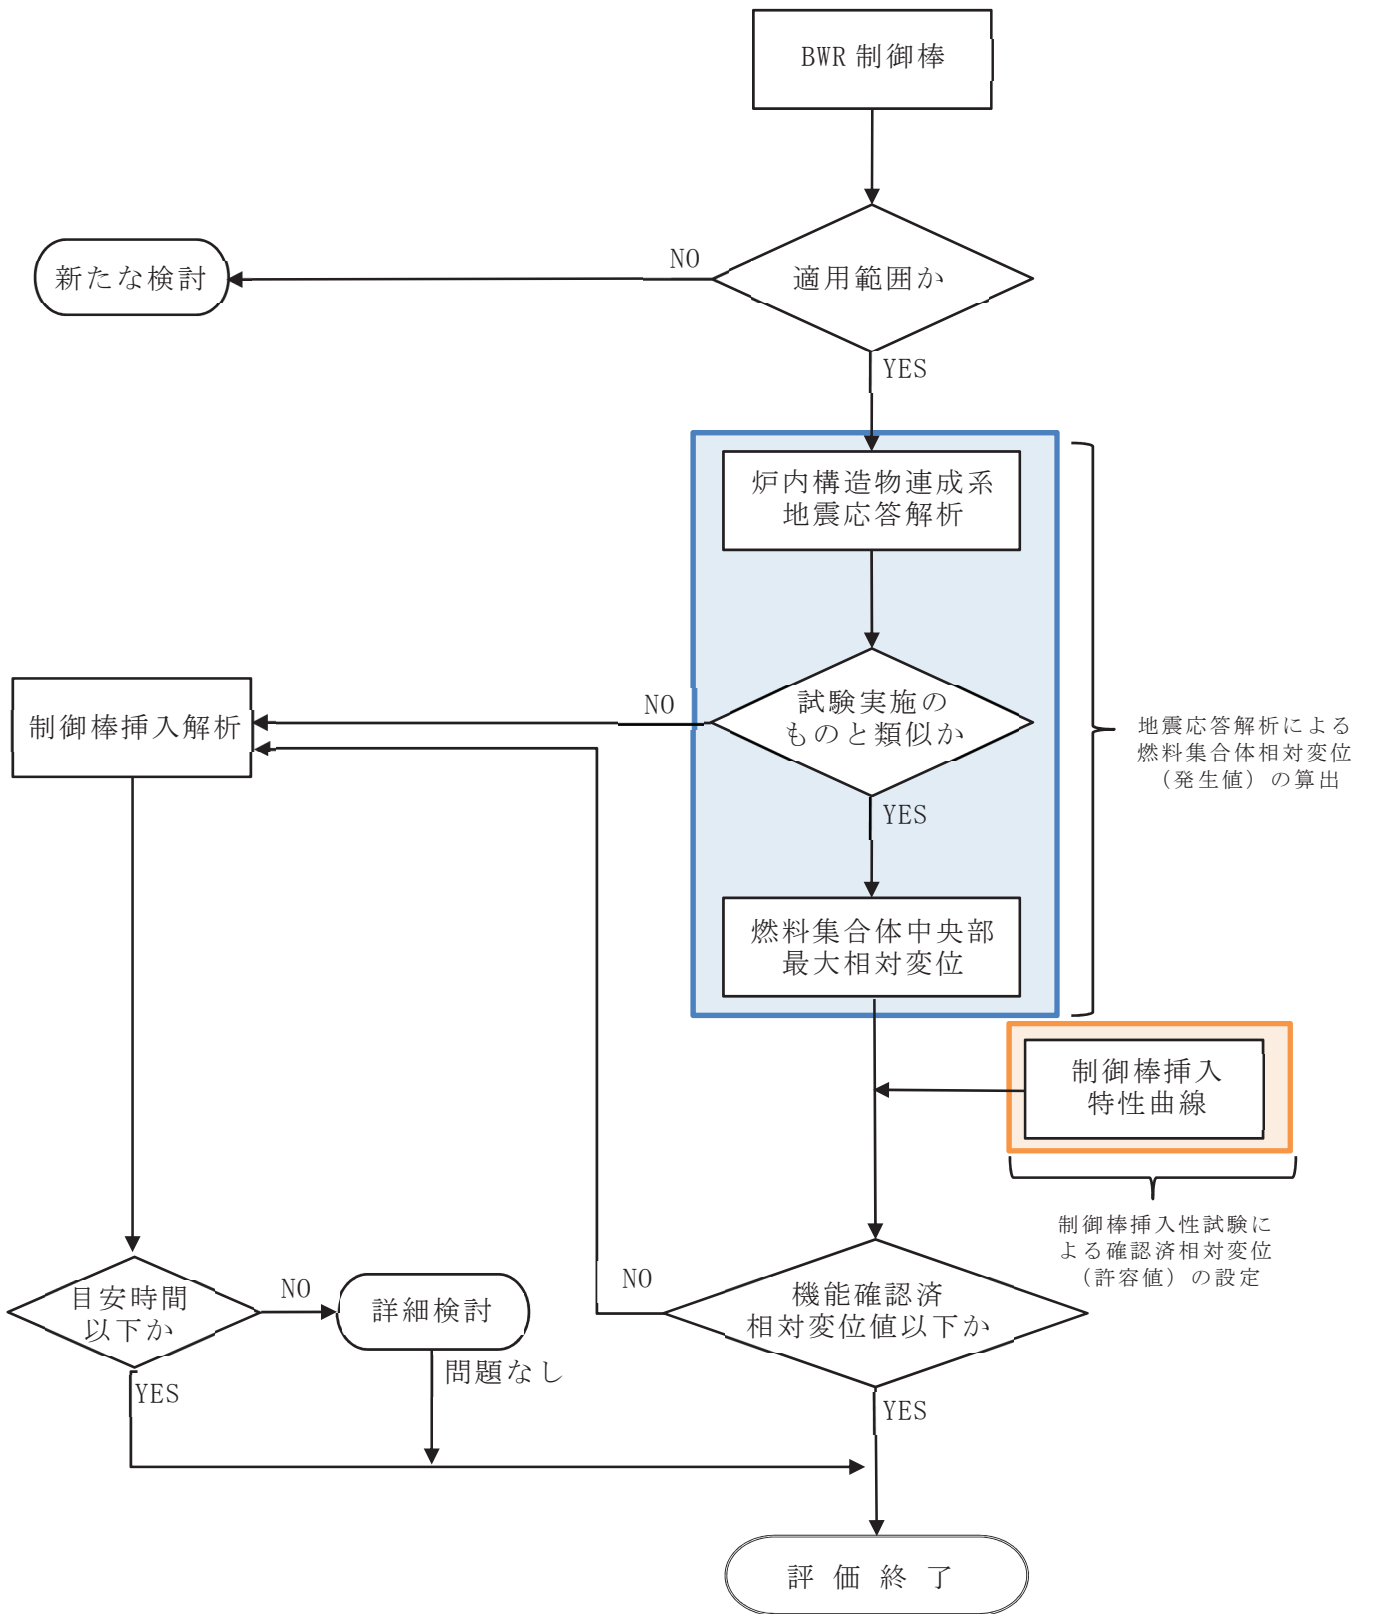 BWR 制御棒
適用範囲か
NO
新たな検討
YES
炉内構造物連成系
地震応答解析
試験実施の
ものと類似か
NO
制御棒挿入解析
地震応答解析による
燃料集合体相対変位
（発生値）の算出
YES
燃料集合体中央部
最大相対変位
制御棒挿入
特性曲線
制御棒挿入性試験に
よる確認済相対変位
（許容値）の設定
機能確認済
相対変位値以下か
NO
目安時間
以下か
NO
詳細検討
問題なし
YES
YES
評価終了